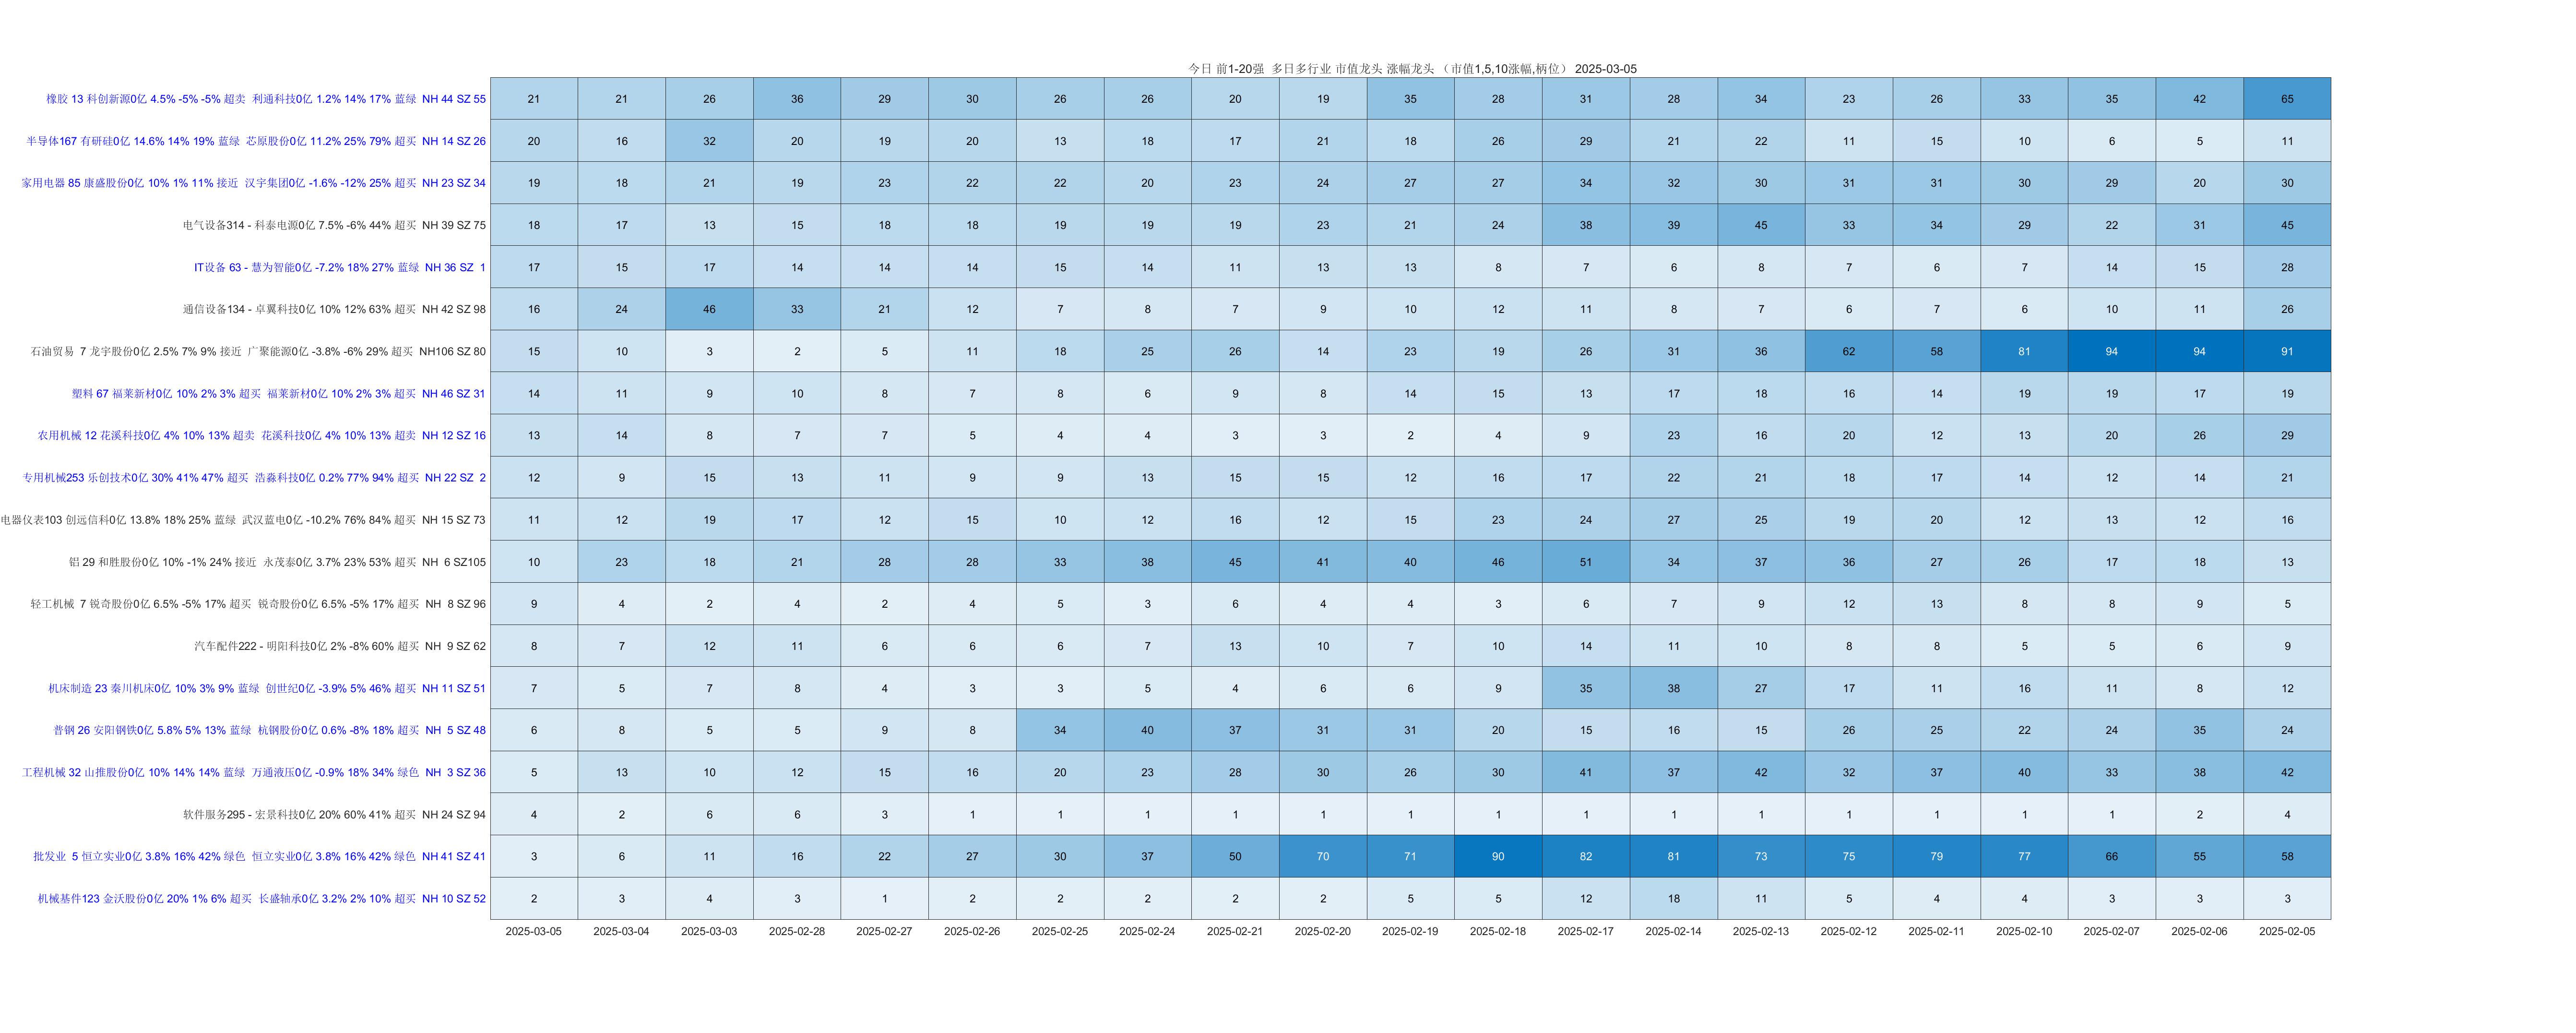 今日 前1-20强 多日多行业 市值龙头 涨幅龙头 （市值1,5,10涨幅,柄位） 2025-03-05
橡胶 13 科创新源0亿 4.5% -5% -5% 超卖 利通科技0亿 1.2% 14% 17% 蓝绿 NH 44 SZ 55 21 21 26 36 29 30 26 26 20 19 35 28 31 28 34 23 26 33 35 42 65
半导体167 有研硅0亿 14.6% 14% 19% 蓝绿 芯原股份0亿 11.2% 25% 79% 超买 NH 14 SZ 26 20 16 32 20 19 20 13 18 17 21 18 26 29 21 22 11 15 10 6 5 11
家用电器 85 康盛股份0亿 10% 1% 11% 接近 汉宇集团0亿 -1.6% -12% 25% 超买 NH 23 SZ 34 19 18 21 19 23 22 22 20 23 24 27 27 34 32 30 31 31 30 29 20 30
电气设备314 - 科泰电源0亿 7.5% -6% 44% 超买 NH 39 SZ 75 18 17 13 15 18 18 19 19 19 23 21 24 38 39 45 33 34 29 22 31 45
IT设备 63 - 慧为智能0亿 -7.2% 18% 27% 蓝绿 NH 36 SZ 1 17 15 17 14 14 14 15 14 11 13 13 8 7 6 8 7 6 7 14 15 28
通信设备134 - 卓翼科技0亿 10% 12% 63% 超买 NH 42 SZ 98 16 24 46 33 21 12 7 8 7 9 10 12 11 8 7 6 7 6 10 11 26
石油贸易 7 龙宇股份0亿 2.5% 7% 9% 接近 广聚能源0亿 -3.8% -6% 29% 超买 NH106 SZ 80 15 10 3 2 5 11 18 25 26 14 23 19 26 31 36 62 58 81 94 94 91
塑料 67 福莱新材0亿 10% 2% 3% 超买 福莱新材0亿 10% 2% 3% 超买 NH 46 SZ 31 14 11 9 10 8 7 8 6 9 8 14 15 13 17 18 16 14 19 19 17 19
农用机械 12 花溪科技0亿 4% 10% 13% 超卖 花溪科技0亿 4% 10% 13% 超卖 NH 12 SZ 16 13 14 8 7 7 5 4 4 3 3 2 4 9 23 16 20 12 13 20 26 29
专用机械253 乐创技术0亿 30% 41% 47% 超买 浩淼科技0亿 0.2% 77% 94% 超买 NH 22 SZ 2 12 9 15 13 11 9 9 13 15 15 12 16 17 22 21 18 17 14 12 14 21
电器仪表103 创远信科0亿 13.8% 18% 25% 蓝绿 武汉蓝电0亿 -10.2% 76% 84% 超买 NH 15 SZ 73 11 12 19 17 12 15 10 12 16 12 15 23 24 27 25 19 20 12 13 12 16
铝 29 和胜股份0亿 10% -1% 24% 接近 永茂泰0亿 3.7% 23% 53% 超买 NH 6 SZ105 10 23 18 21 28 28 33 38 45 41 40 46 51 34 37 36 27 26 17 18 13
轻工机械 7 锐奇股份0亿 6.5% -5% 17% 超买 锐奇股份0亿 6.5% -5% 17% 超买 NH 8 SZ 96 9 4 2 4 2 4 5 3 6 4 4 3 6 7 9 12 13 8 8 9 5
汽车配件222 - 明阳科技0亿 2% -8% 60% 超买 NH 9 SZ 62 8 7 12 11 6 6 6 7 13 10 7 10 14 11 10 8 8 5 5 6 9
机床制造 23 秦川机床0亿 10% 3% 9% 蓝绿 创世纪0亿 -3.9% 5% 46% 超买 NH 11 SZ 51 7 5 7 8 4 3 3 5 4 6 6 9 35 38 27 17 11 16 11 8 12
普钢 26 安阳钢铁0亿 5.8% 5% 13% 蓝绿 杭钢股份0亿 0.6% -8% 18% 超买 NH 5 SZ 48 6 8 5 5 9 8 34 40 37 31 31 20 15 16 15 26 25 22 24 35 24
工程机械 32 山推股份0亿 10% 14% 14% 蓝绿 万通液压0亿 -0.9% 18% 34% 绿色 NH 3 SZ 36 5 13 10 12 15 16 20 23 28 30 26 30 41 37 42 32 37 40 33 38 42
软件服务295 - 宏景科技0亿 20% 60% 41% 超买 NH 24 SZ 94 4 2 6 6 3 1 1 1 1 1 1 1 1 1 1 1 1 1 1 2 4
批发业 5 恒立实业0亿 3.8% 16% 42% 绿色 恒立实业0亿 3.8% 16% 42% 绿色 NH 41 SZ 41 3 6 11 16 22 27 30 37 50 70 71 90 82 81 73 75 79 77 66 55 58
机械基件123 金沃股份0亿 20% 1% 6% 超买 长盛轴承0亿 3.2% 2% 10% 超买 NH 10 SZ 52 2 3 4 3 1 2 2 2 2 2 5 5 12 18 11 5 4 4 3 3 3
2025-03-05 2025-03-04 2025-03-03 2025-02-28 2025-02-27 2025-02-26 2025-02-25 2025-02-24 2025-02-21 2025-02-20 2025-02-19 2025-02-18 2025-02-17 2025-02-14 2025-02-13 2025-02-12 2025-02-11 2025-02-10 2025-02-07 2025-02-06 2025-02-05